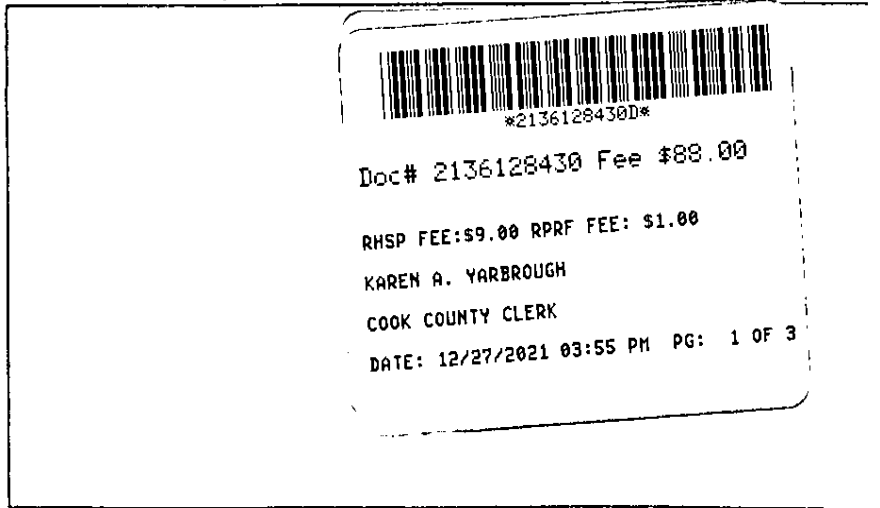 *2136128430D*
Doc# 2136128430 Fee $88.00
RHSP FEE:$9.00 RPRF FEE: $1.00
KAREN A. YARBROUGH
COOK COUNTY CLERK
DATE: 12/27/2021 03:55 PM PG: 1 OF 3